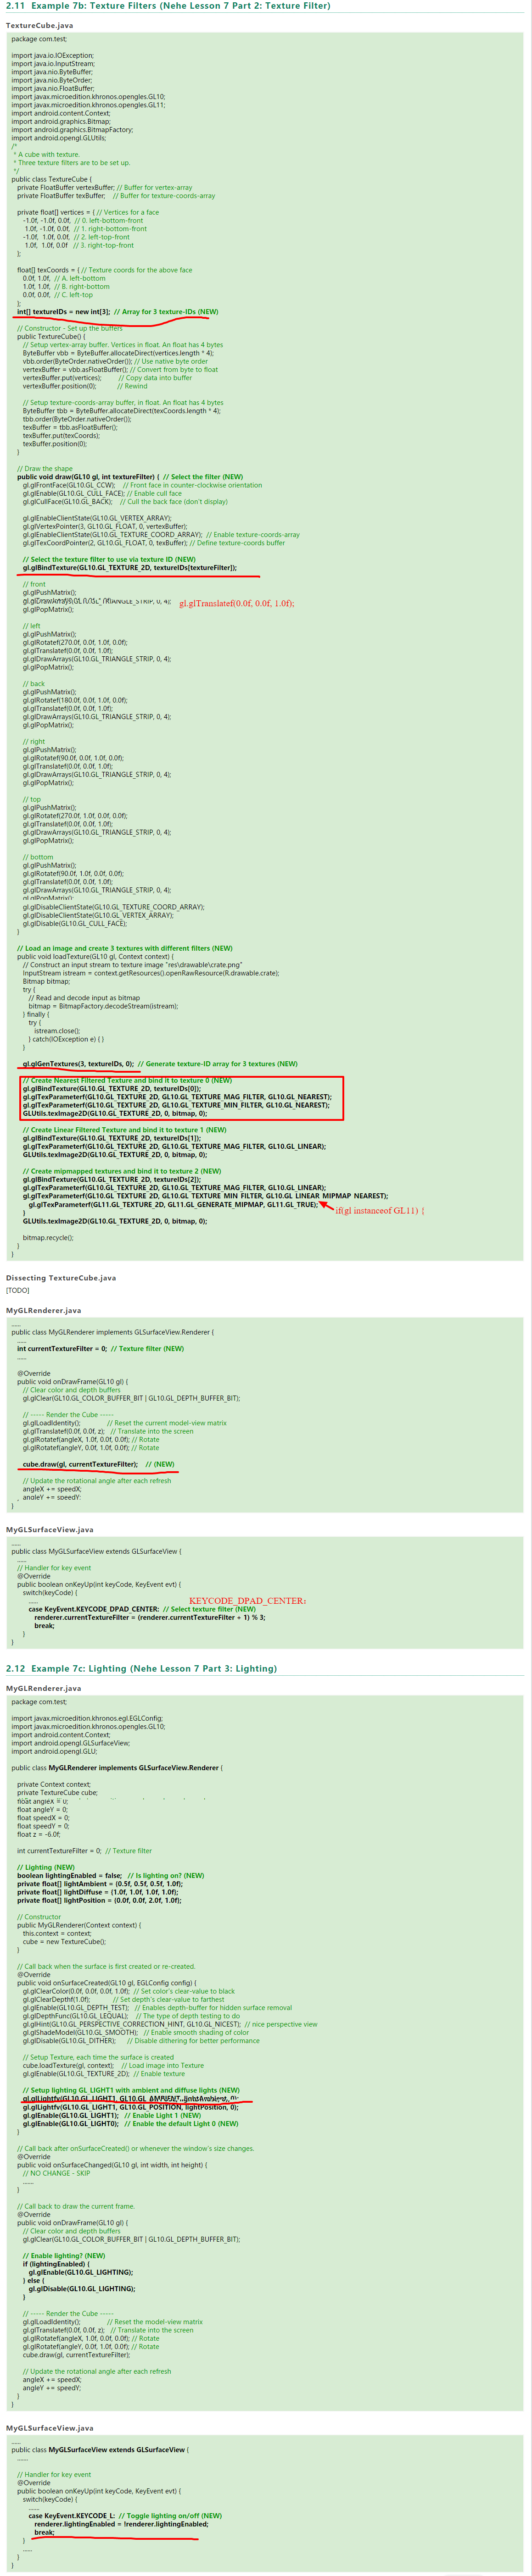 2.11 Example 7b: Texture Filters (Nehe Lesson 7 Part 2: Texture Filter)
TextureCube.java
package com.test;
import java.io.IOException;
import java.io.InputStream;
import java.nio.ByteBuffer;
import java.nio.ByteOrder;
import java.nio.FloatBuffer;
import javax.microedition.khronos.opengles.GL10;
import javax.microedition.khronos.opengles.GL11;
import android.content.Context;
import android.graphics.Bitmap;
import android.graphics.BitmapFactory;
import android.opengl.GLUtils;
/*
* A cube with texture.
* Three texture filters are to be set up.
*/
public class TextureCube {
private FloatBuffer vertexBuffer; // Buffer for vertex-array
private FloatBuffer texBuffer; // Buffer for texture-coords-array
private float[] vertices = { // Vertices for a face
-1.0f, -1.0f, 0.0f, // 0. left-bottom-front
1.0f, -1.0f, 0.0f, // 1. right-bottom-front
-1.0f, 1.0f, 0.0f, // 2. left-top-front
1.0f, 1.0f, 0.0f // 3. right-top-front
};
float[] texCoords = { // Texture coords for the above face
0.0f, 1.0f, // A. left-bottom
1.0f, 1.0f, // B. right-bottom
0.0f, 0.0f, // C. left-top
};
int[] textureIDs = new int[3]; // Array for 3 texture-IDs (NEW)
// Constructor - Set up the buffers
public TextureCube() {
// Setup vertex-array buffer. Vertices in float. An float has 4 bytes
ByteBuffer vbb = ByteBuffer.allocateDirect(vertices.length * 4);
vbb.order(ByteOrder.nativeOrder()); // Use native byte order
vertexBuffer = vbb.asFloatBuffer(); // Convert from byte to float
vertexBuffer.put(vertices); // Copy data into buffer
vertexBuffer.position(0); // Rewind
// Setup texture-coords-array buffer, in float. An float has 4 bytes
ByteBuffer tbb = ByteBuffer.allocateDirect(texCoords.length * 4);
tbb.order(ByteOrder.nativeOrder());
texBuffer = tbb.asFloatBuffer();
texBuffer.put(texCoords);
texBuffer.position(0);
}
// Draw the shape
public void draw(GL10 gl, int textureFilter) { // Select the filter (NEW)
gl.glFrontFace(GL10.GL_CCW); // Front face in counter-clockwise orientation
gl.glEnable(GL10.GL_CULL_FACE); // Enable cull face
gl.glCullFace(GL10.GL_BACK); // Cull the back face (don't display)
gl.glEnableClientState(GL10.GL_VERTEX_ARRAY);
gl.glVertexPointer(3, GL10.GL_FLOAT, 0, vertexBuffer);
gl.glEnableClientState(GL10.GL_TEXTURE_COORD_ARRAY); // Enable texture-coords-array
gl.glTexCoordPointer(2, GL10.GL_FLOAT, 0, texBuffer); // Define texture-coords buffer
// Select the texture filter to use via texture ID (NEW)
gl.glBindTexture(GL10.GL_TEXTURE_2D, textureIDs[textureFilter]);
// front
gl.glPushMatrix();
gl.glDrawArrays(GL10.GL_TRIANGLE_STRIP, 0, 4); gl.glTranslatef(0.0f, 0.0f, 1.0f);
gl.glPopMatrix();
// left
gl.glPushMatrix();
gl.glRotatef(270.0f, 0.0f, 1.0f, 0.0f);
gl.glTranslatef(0.0f, 0.0f, 1.0f);
gl.glDrawArrays(GL10.GL_TRIANGLE_STRIP, 0, 4);
gl.glPopMatrix();
// back
gl.glPushMatrix();
gl.glRotatef(180.0f, 0.0f, 1.0f, 0.0f);
gl.glTranslatef(0.0f, 0.0f, 1.0f);
gl.glDrawArrays(GL10.GL_TRIANGLE_STRIP, 0, 4);
gl.glPopMatrix();
// right
gl.glPushMatrix();
gl.glRotatef(90.0f, 0.0f, 1.0f, 0.0f);
gl.glTranslatef(0.0f, 0.0f, 1.0f);
gl.glDrawArrays(GL10.GL_TRIANGLE_STRIP, 0, 4);
gl.glPopMatrix();
// top
gl.glPushMatrix();
gl.glRotatef(270.0f, 1.0f, 0.0f, 0.0f);
gl.glTranslatef(0.0f, 0.0f, 1.0f);
gl.glDrawArrays(GL10.GL_TRIANGLE_STRIP, 0, 4);
gl.glPopMatrix();
// bottom
gl.glPushMatrix();
gl.glRotatef(90.0f, 1.0f, 0.0f, 0.0f);
gl.glTranslatef(0.0f, 0.0f, 1.0f);
gl.glDrawArrays(GL10.GL_TRIANGLE_STRIP, 0, 4);
gl.glPopMatrix();
gl.glDisableClientState(GL10.GL_TEXTURE_COORD_ARRAY);
gl.glDisableClientState(GL10.GL_VERTEX_ARRAY);
gl.glDisable(GL10.GL_CULL_FACE);
}
// Load an image and create 3 textures with different filters (NEW)
public void loadTexture(GL10 gl, Context context) {
// Construct an input stream to texture image "res\drawable\crate.png"
InputStream istream = context.getResources().openRawResource(R.drawable.crate);
Bitmap bitmap;
try {
// Read and decode input as bitmap
bitmap = BitmapFactory.decodeStream(istream);
} finally {
try {
istream.close();
} catch(IOException e) { }
}
gl.glGenTextures(3, textureIDs, 0); // Generate texture-ID array for 3 textures (NEW)
// Create Nearest Filtered Texture and bind it to texture 0 (NEW)
gl.glBindTexture(GL10.GL_TEXTURE_2D, textureIDs[0]);
gl.glTexParameterf(GL10.GL_TEXTURE_2D, GL10.GL_TEXTURE_MAG_FILTER, GL10.GL_NEAREST);
gl.glTexParameterf(GL10.GL_TEXTURE_2D, GL10.GL_TEXTURE_MIN_FILTER, GL10.GL_NEAREST);
GLUtils.texImage2D(GL10.GL_TEXTURE_2D, 0, bitmap, 0);
// Create Linear Filtered Texture and bind it to texture 1 (NEW)
gl.glBindTexture(GL10.GL_TEXTURE_2D, textureIDs[1]);
gl.glTexParameterf(GL10.GL_TEXTURE_2D, GL10.GL_TEXTURE_MAG_FILTER, GL10.GL_LINEAR);
GLUtils.texImage2D(GL10.GL_TEXTURE_2D, 0, bitmap, 0);
// Create mipmapped textures and bind it to texture 2 (NEW)
gl.glBindTexture(GL10.GL_TEXTURE_2D, textureIDs[2]);
gl.glTexParameterf(GL10.GL_TEXTURE_2D, GL10.GL_TEXTURE_MAG_FILTER, GL10.GL_LINEAR);
gl.glTexParameterf(GL10.GL_TEXTURE_2D, GL10.GL_TEXTURE_MIN_FILTER, GL10.GL_LINEAR_MIPMAP_NEAREST);
gl.glTexParameterf(GL11.GL_TEXTURE_2D, GL11.GL_GENERATE_MIPMAP, GL11.GL_TRUE);
} if(gl instanceof GL11) {
GLUtils.texImage2D(GL10.GL_TEXTURE_2D, 0, bitmap, 0);
bitmap.recycle();
}
}
Dissecting TextureCube.java
[TODO]
MyGLRenderer.java
......
public class MyGLRenderer implements GLSurfaceView.Renderer {
......
int currentTextureFilter = 0; // Texture filter (NEW)
......
@Override
public void onDrawFrame(GL10 gl) {
// Clear color and depth buffers
gl.glClear(GL10.GL_COLOR_BUFFER_BIT | GL10.GL_DEPTH_BUFFER_BIT);
// ----- Render the Cube -----
gl.glLoadIdentity(); // Reset the current model-view matrix
gl.glTranslatef(0.0f, 0.0f, z); // Translate into the screen
gl.glRotatef(angleX, 1.0f, 0.0f, 0.0f); // Rotate
gl.glRotatef(angleY, 0.0f, 1.0f, 0.0f); // Rotate
cube.draw(gl, currentTextureFilter); // (NEW)
// Update the rotational angle after each refresh
angleX += speedX;
angleY += speedY;
}
MyGLSurfaceView.java
......
public class MyGLSurfaceView extends GLSurfaceView {
......
// Handler for key event
@Override
public boolean onKeyUp(int keyCode, KeyEvent evt) {
switch(keyCode) {
...... KEYCODE_DPAD_CENTER:
case KeyEvent.KEYCODE_DPAD_CENTER: // Select texture filter (NEW)
renderer.currentTextureFilter = (renderer.currentTextureFilter + 1) % 3;
break;
}
}
2.12 Example 7c: Lighting (Nehe Lesson 7 Part 3: Lighting)
MyGLRenderer.java
package com.test;
import javax.microedition.khronos.egl.EGLConfig;
import javax.microedition.khronos.opengles.GL10;
import android.content.Context;
import android.opengl.GLSurfaceView;
import android.opengl.GLU;
public class MyGLRenderer implements GLSurfaceView.Renderer {
private Context context;
private TextureCube cube;
float angleX = 0;
float angleY = 0;
float speedX = 0;
float speedY = 0;
float z = -6.0f;
int currentTextureFilter = 0; // Texture filter
// Lighting (NEW)
boolean lightingEnabled = false; // Is lighting on? (NEW)
private float[] lightAmbient = {0.5f, 0.5f, 0.5f, 1.0f};
private float[] lightDiffuse = {1.0f, 1.0f, 1.0f, 1.0f};
private float[] lightPosition = {0.0f, 0.0f, 2.0f, 1.0f};
// Constructor
public MyGLRenderer(Context context) {
this.context = context;
cube = new TextureCube();
}
// Call back when the surface is first created or re-created.
@Override
public void onSurfaceCreated(GL10 gl, EGLConfig config) {
gl.glClearColor(0.0f, 0.0f, 0.0f, 1.0f); // Set color's clear-value to black
gl.glClearDepthf(1.0f); // Set depth's clear-value to farthest
gl.glEnable(GL10.GL_DEPTH_TEST); // Enables depth-buffer for hidden surface removal
gl.glDepthFunc(GL10.GL_LEQUAL); // The type of depth testing to do
gl.glHint(GL10.GL_PERSPECTIVE_CORRECTION_HINT, GL10.GL_NICEST); // nice perspective view
gl.glShadeModel(GL10.GL_SMOOTH); // Enable smooth shading of color
gl.glDisable(GL10.GL_DITHER); // Disable dithering for better performance
// Setup Texture, each time the surface is created
cube.loadTexture(gl, context); // Load image into Texture
gl.glEnable(GL10.GL_TEXTURE_2D); // Enable texture
// Setup lighting GL_LIGHT1 with ambient and diffuse lights (NEW)
gl.glLightfv(GL10.GL_LIGHT1, GL10.GL_AMBIENT, lightAmbient, 0);
gl.glLightfv(GL10.GL_LIGHT1, GL10.GL_POSITION, lightPosition, 0);
gl.glEnable(GL10.GL_LIGHT1); // Enable Light 1 (NEW)
gl.glEnable(GL10.GL_LIGHT0); // Enable the default Light 0 (NEW)
}
// Call back after onSurfaceCreated() or whenever the window's size changes.
@Override
public void onSurfaceChanged(GL10 gl, int width, int height) {
// NO CHANGE - SKIP
......
}
// Call back to draw the current frame.
@Override
public void onDrawFrame(GL10 gl) {
// Clear color and depth buffers
gl.glClear(GL10.GL_COLOR_BUFFER_BIT | GL10.GL_DEPTH_BUFFER_BIT);
// Enable lighting? (NEW)
if (lightingEnabled) {
gl.glEnable(GL10.GL_LIGHTING);
} else {
gl.glDisable(GL10.GL_LIGHTING);
}
// ----- Render the Cube -----
gl.glLoadIdentity(); // Reset the model-view matrix
gl.glTranslatef(0.0f, 0.0f, z); // Translate into the screen
gl.glRotatef(angleX, 1.0f, 0.0f, 0.0f); // Rotate
gl.glRotatef(angleY, 0.0f, 1.0f, 0.0f); // Rotate
cube.draw(gl, currentTextureFilter);
// Update the rotational angle after each refresh
angleX += speedX;
angleY += speedY;
}
}
MyGLSurfaceView.java
......
public class MyGLSurfaceView extends GLSurfaceView {
......
// Handler for key event
@Override
public boolean onKeyUp(int keyCode, KeyEvent evt) {
switch(keyCode) {
......
case KeyEvent.KEYCODE_L: // Toggle lighting on/off (NEW)
renderer.lightingEnabled = !renderer.lightingEnabled;
break;
}
......
}
}